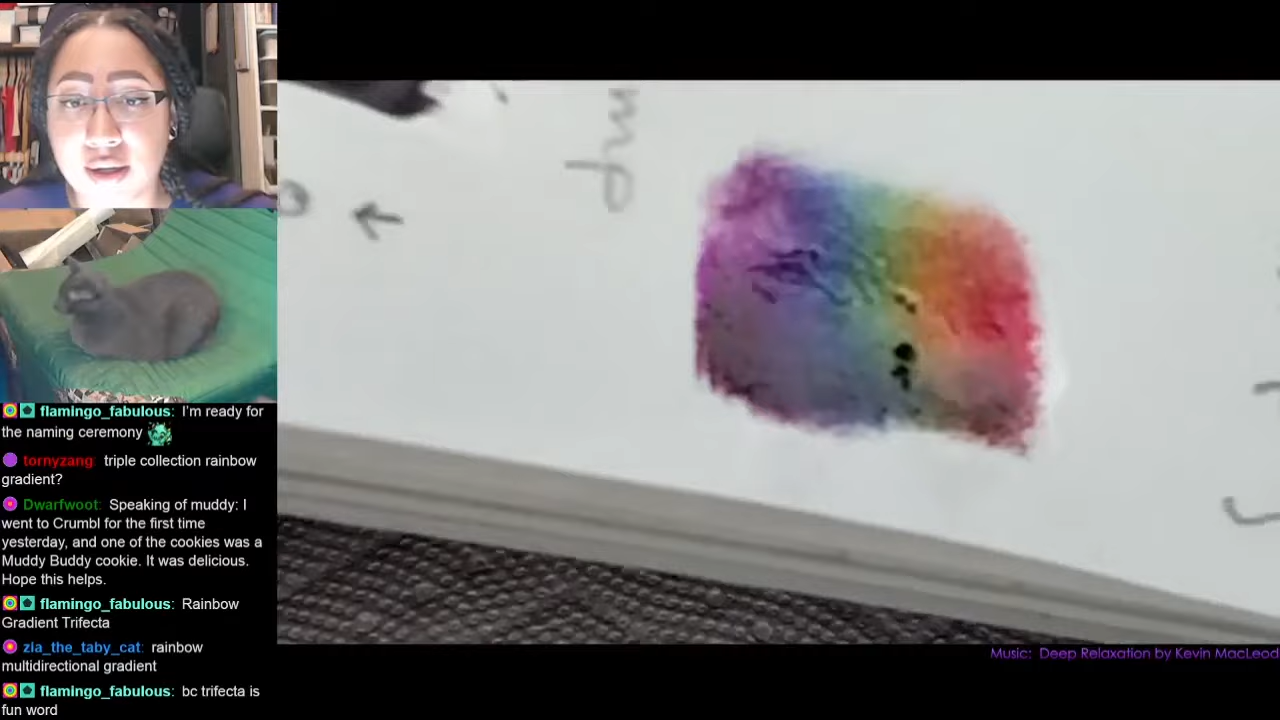 flamingo_fabulous: I'm ready for
the naming ceremony
tornyzang: triple collection rainbow
gradient?
Dwarfwoot: Speaking of muddy: I
went to Crumbl for the first time
yesterday, and one of the cookies was a
Muddy Buddy cookie. It was delicious.
Hope this helps.
flamingo_fabulous: Rainbow
Gradient Trifecta
zla_the_taby_cat: rainbow
multidirectional gradient
flamingo_fabulous: bc trifecta is
fun word
Music: Deep Relaxation by Kevin MacLeod